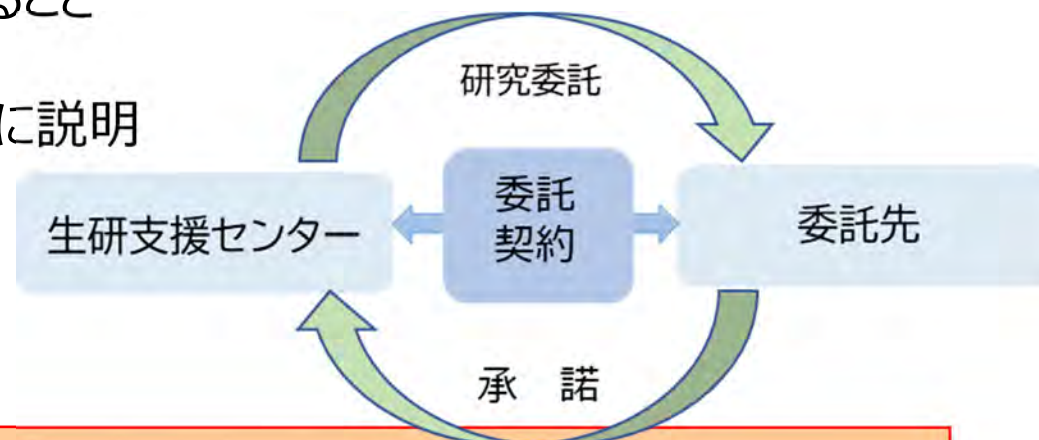 るこ­と
研究委託
に説明
生研支援センター
委託
契約
委託先
承　諾